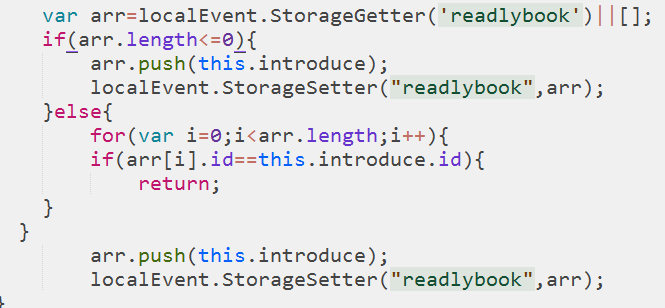 var arr=localEvent.StorageGetter('readlybook')||[];
if(arr.length<=0){
arr.push(this.introduce);
localEvent.StorageSetter("readlybook",arr);
}else{
for(var i=0;i<arr.length;i++){
if(arr[i].id==this.introduce.id){
return;
}
}
arr.push(this.introduce);
localEvent.StorageSetter("readlybook",arr);
}